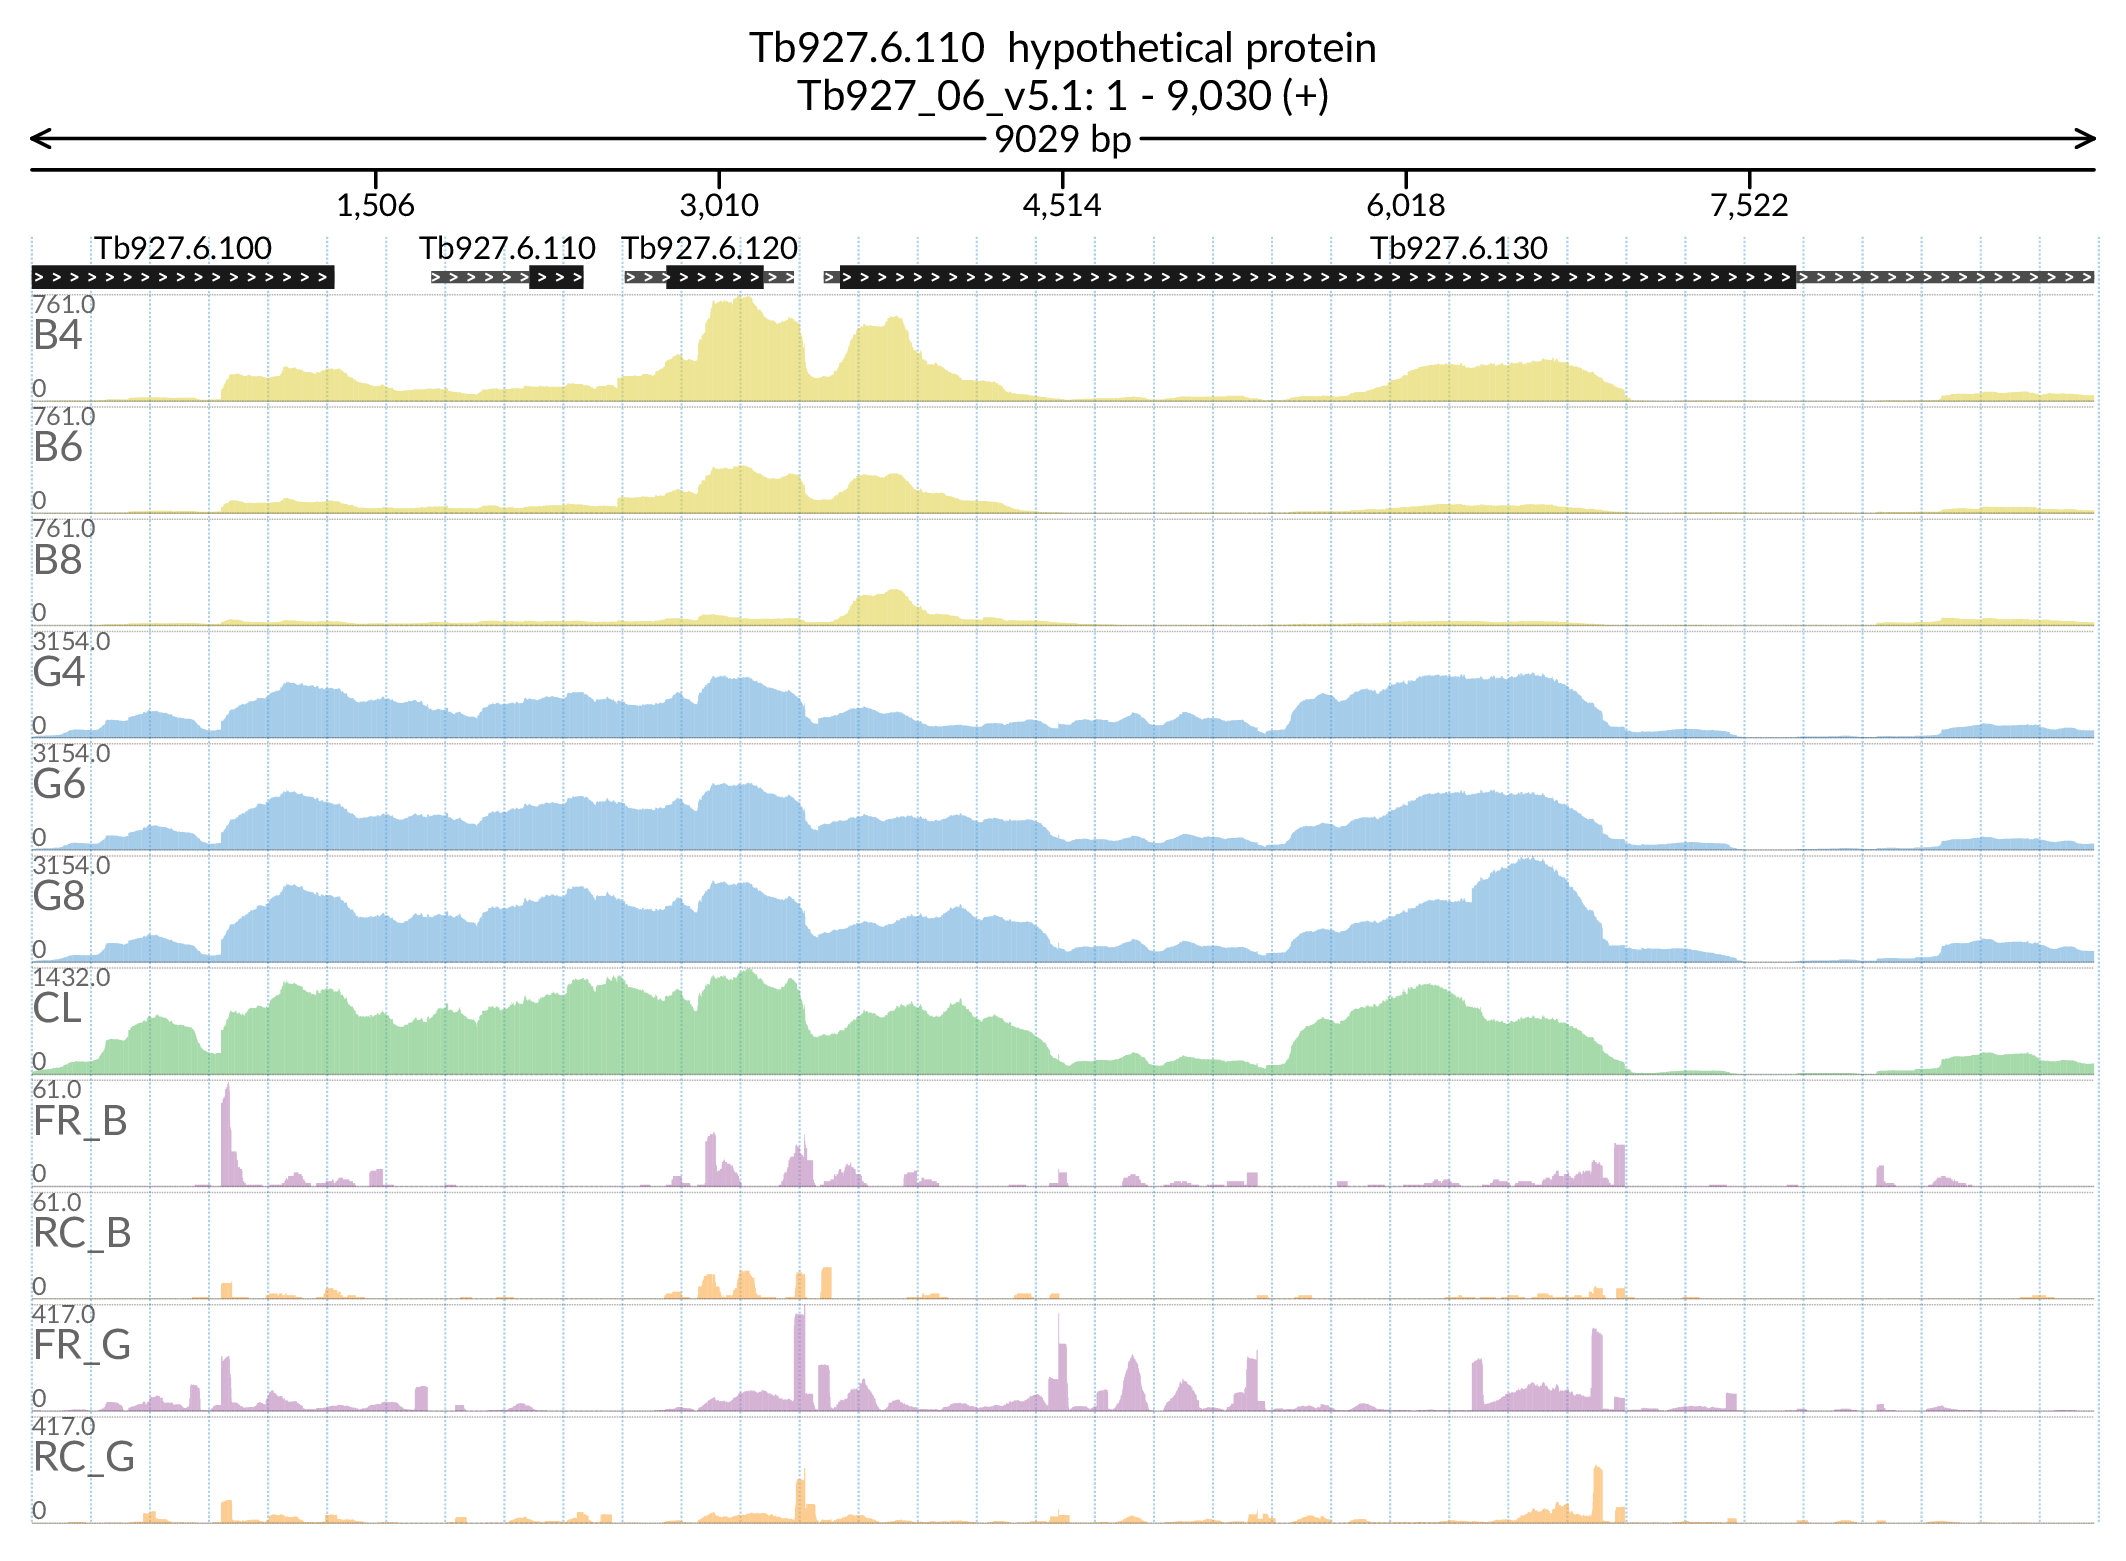 Tb927.6.110  hypothetical protein
Tb927_06_v5.1: 1 - 9,030 (+)
9029 bp
1,506 3,010 4,514 6,018 7,522
Tb927.6.100 Tb927.6.110 Tb927.6.120 Tb927.6.130
761.0
B4
0
761.0
B6
0
761.0
B8
0
3154.0
G4
0
3154.0
G6
0
3154.0
G8
0
1432.0
CL
0
61.0
FR_B
0
61.0
RC_B
0
417.0
FR_G
0
417.0
RC_G
0